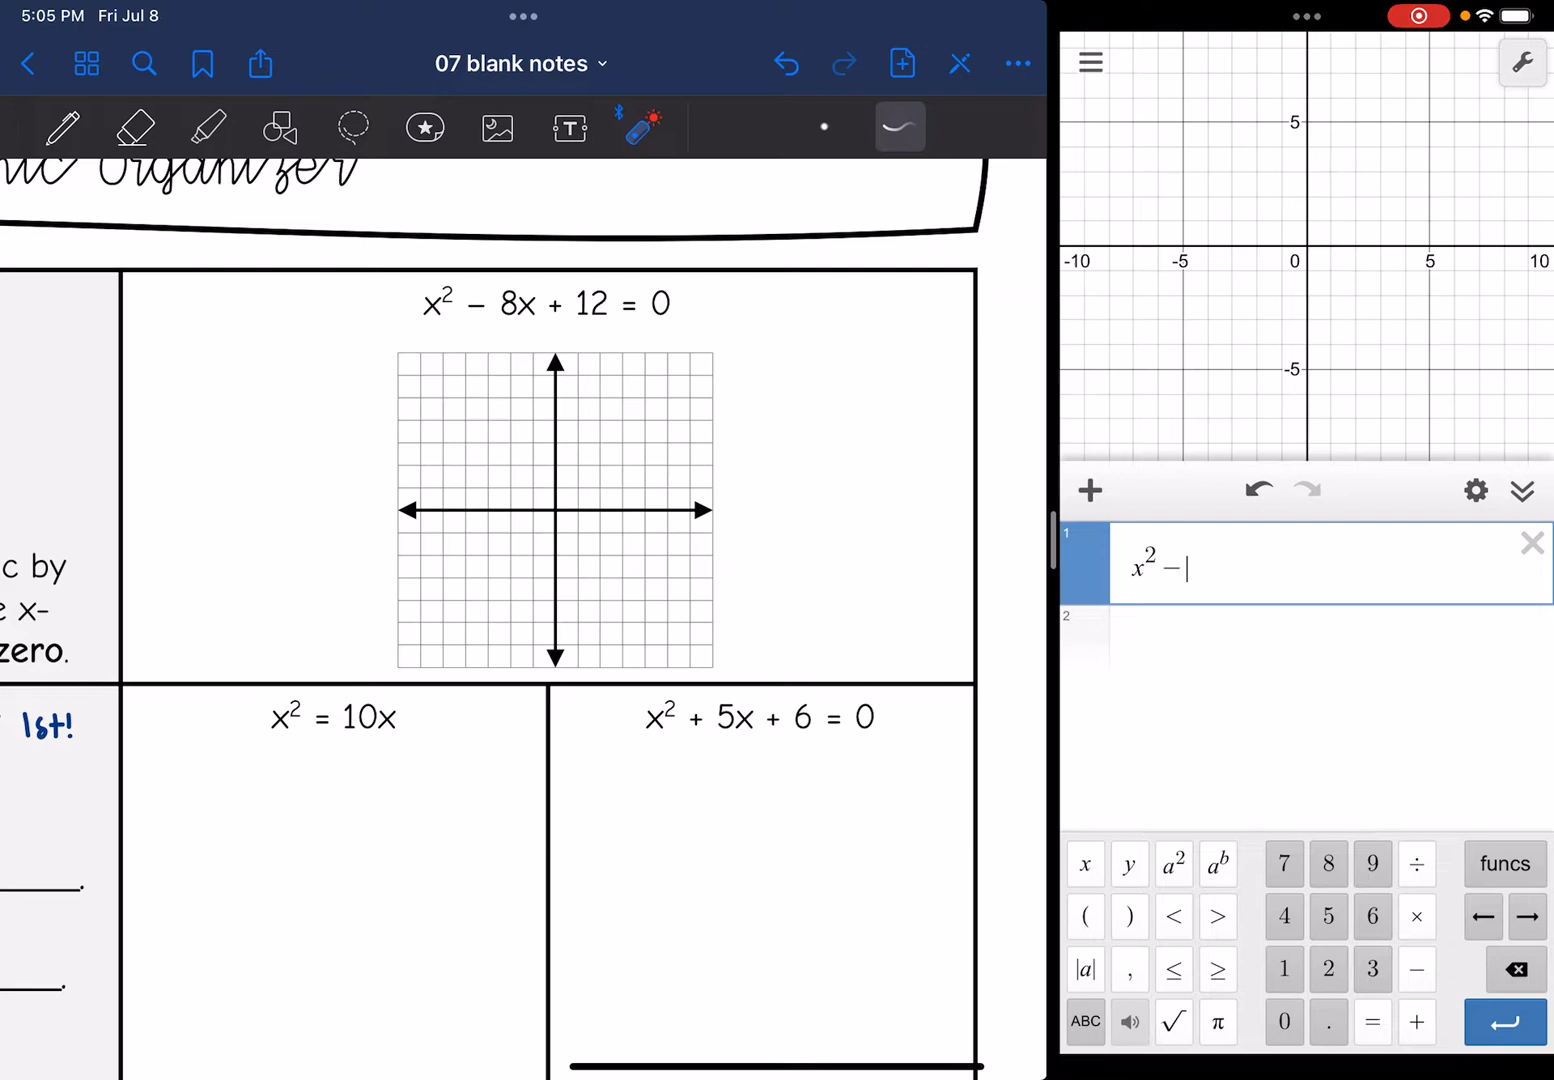 5:05 PM Fri Jul 8
07 blank notes
T
Organizer
x² − 8x + 12 = 0
c by
x-
zero.
1st!
x² = 10x
x² + 5x + 6 = 0
5
-10 -5 0 5 10
-5
1
x² −
2
x y a² aᵇ 7 8 9 ÷ funcs
( ) < > 4 5 6 × ← →
|a| , ≤ ≥ 1 2 3 −
ABC √ π 0 . = +